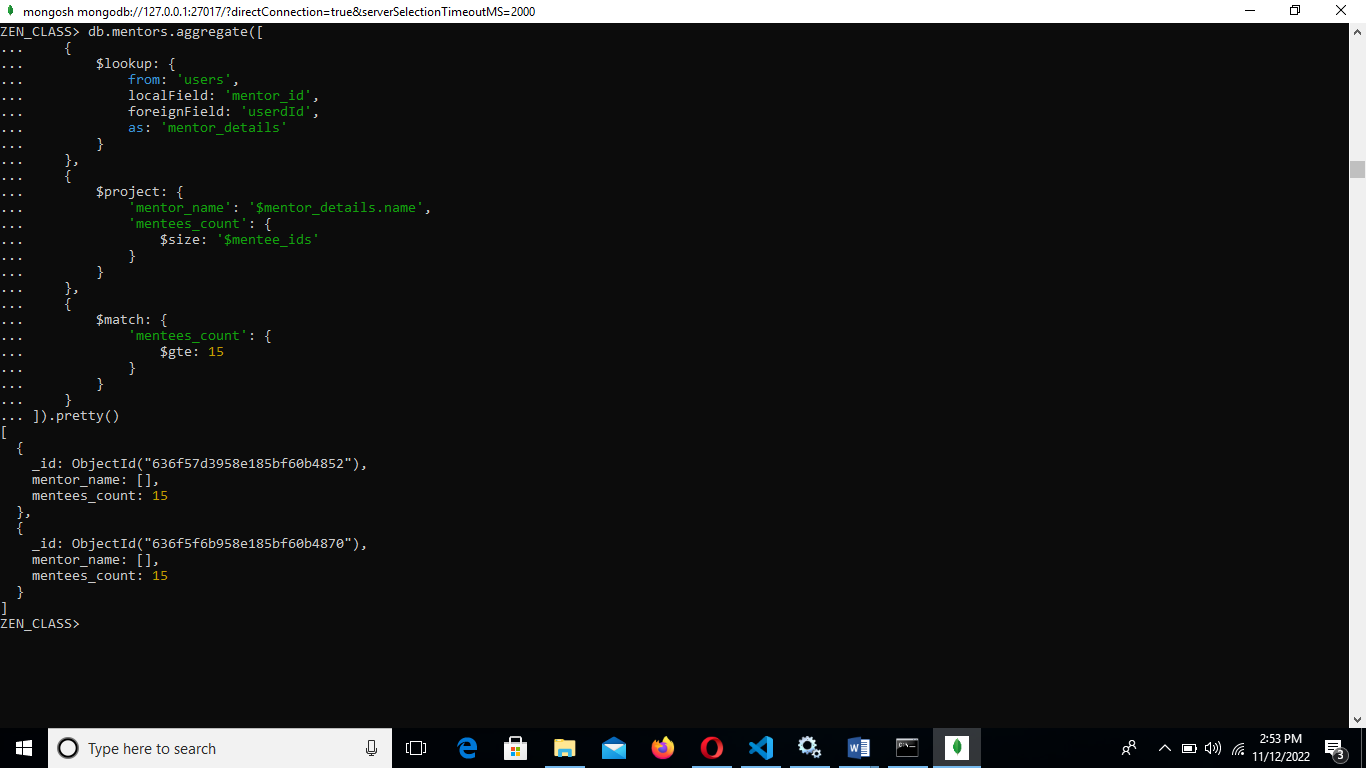 mongosh mongodb://127.0.0.1:27017/?directConnection=true&serverSelectionTimeoutMS=2000
ZEN_CLASS> db.mentors.aggregate([
...     {
...         $lookup: {
...             from: 'users',
...             localField: 'mentor_id',
...             foreignField: 'userdId',
...             as: 'mentor_details'
...         }
...     },
...     {
...         $project: {
...             'mentor_name': '$mentor_details.name',
...             'mentees_count': {
...                 $size: '$mentee_ids'
...             }
...         }
...     },
...     {
...         $match: {
...             'mentees_count': {
...                 $gte: 15
...             }
...         }
...     }
... ]).pretty()
[
  {
    _id: ObjectId("636f57d3958e185bf60b4852"),
    mentor_name: [],
    mentees_count: 15
  },
  {
    _id: ObjectId("636f5f6b958e185bf60b4870"),
    mentor_name: [],
    mentees_count: 15
  }
]
ZEN_CLASS>
Type here to search
2:53 PM
11/12/2022
3